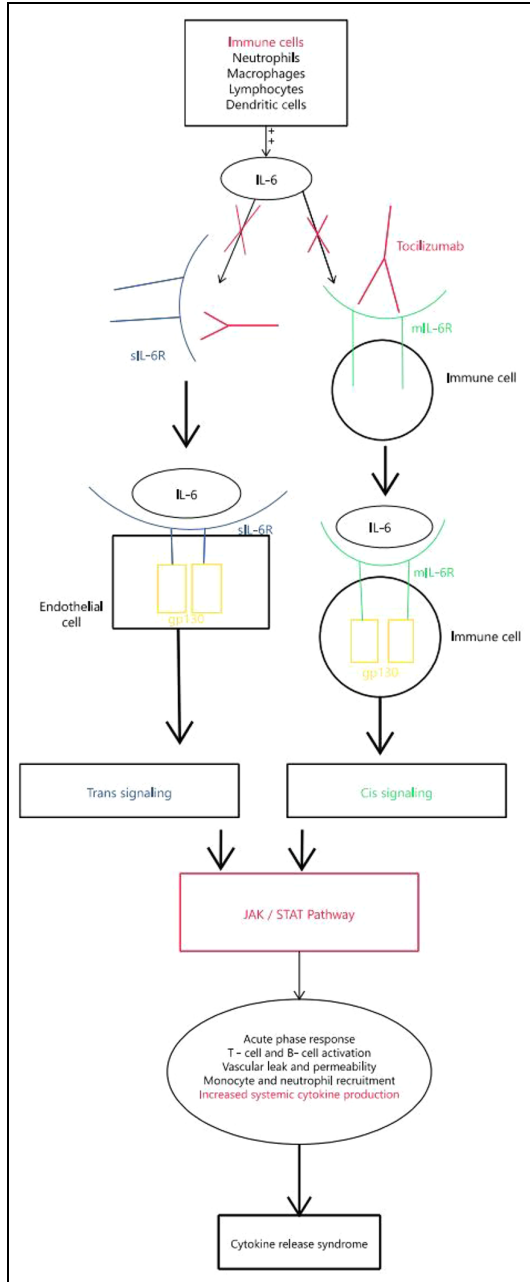 Immune cells
Neutrophils
Macrophages
Lymphocytes
Dendritic cells
++
IL-6
Tocilizumab
sIL-6R
mIL-6R
Immune cell
IL-6
sIL-6R
Endothelial
cell
gp130
IL-6
mIL-6R
Immune cell
gp130
Trans signaling
Cis signaling
JAK / STAT Pathway
Acute phase response
T - cell and B- cell activation
Vascular leak and permeability
Monocyte and neutrophil recruitment
Increased systemic cytokine production
Cytokine release syndrome